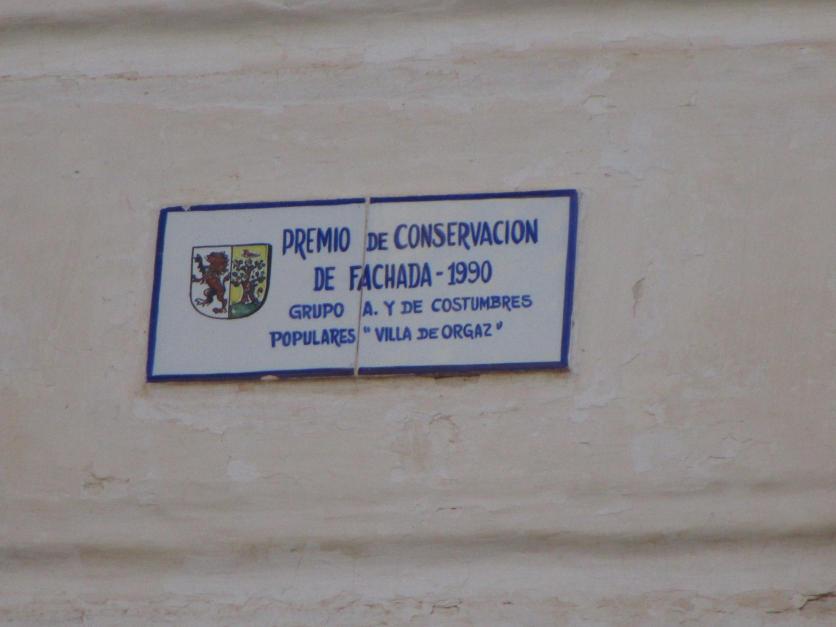 PREMIO DE CONSERVACION
DE FACHADA - 1990
GRUPO A. Y DE COSTUMBRES
POPULARES "VILLA DE ORGAZ"